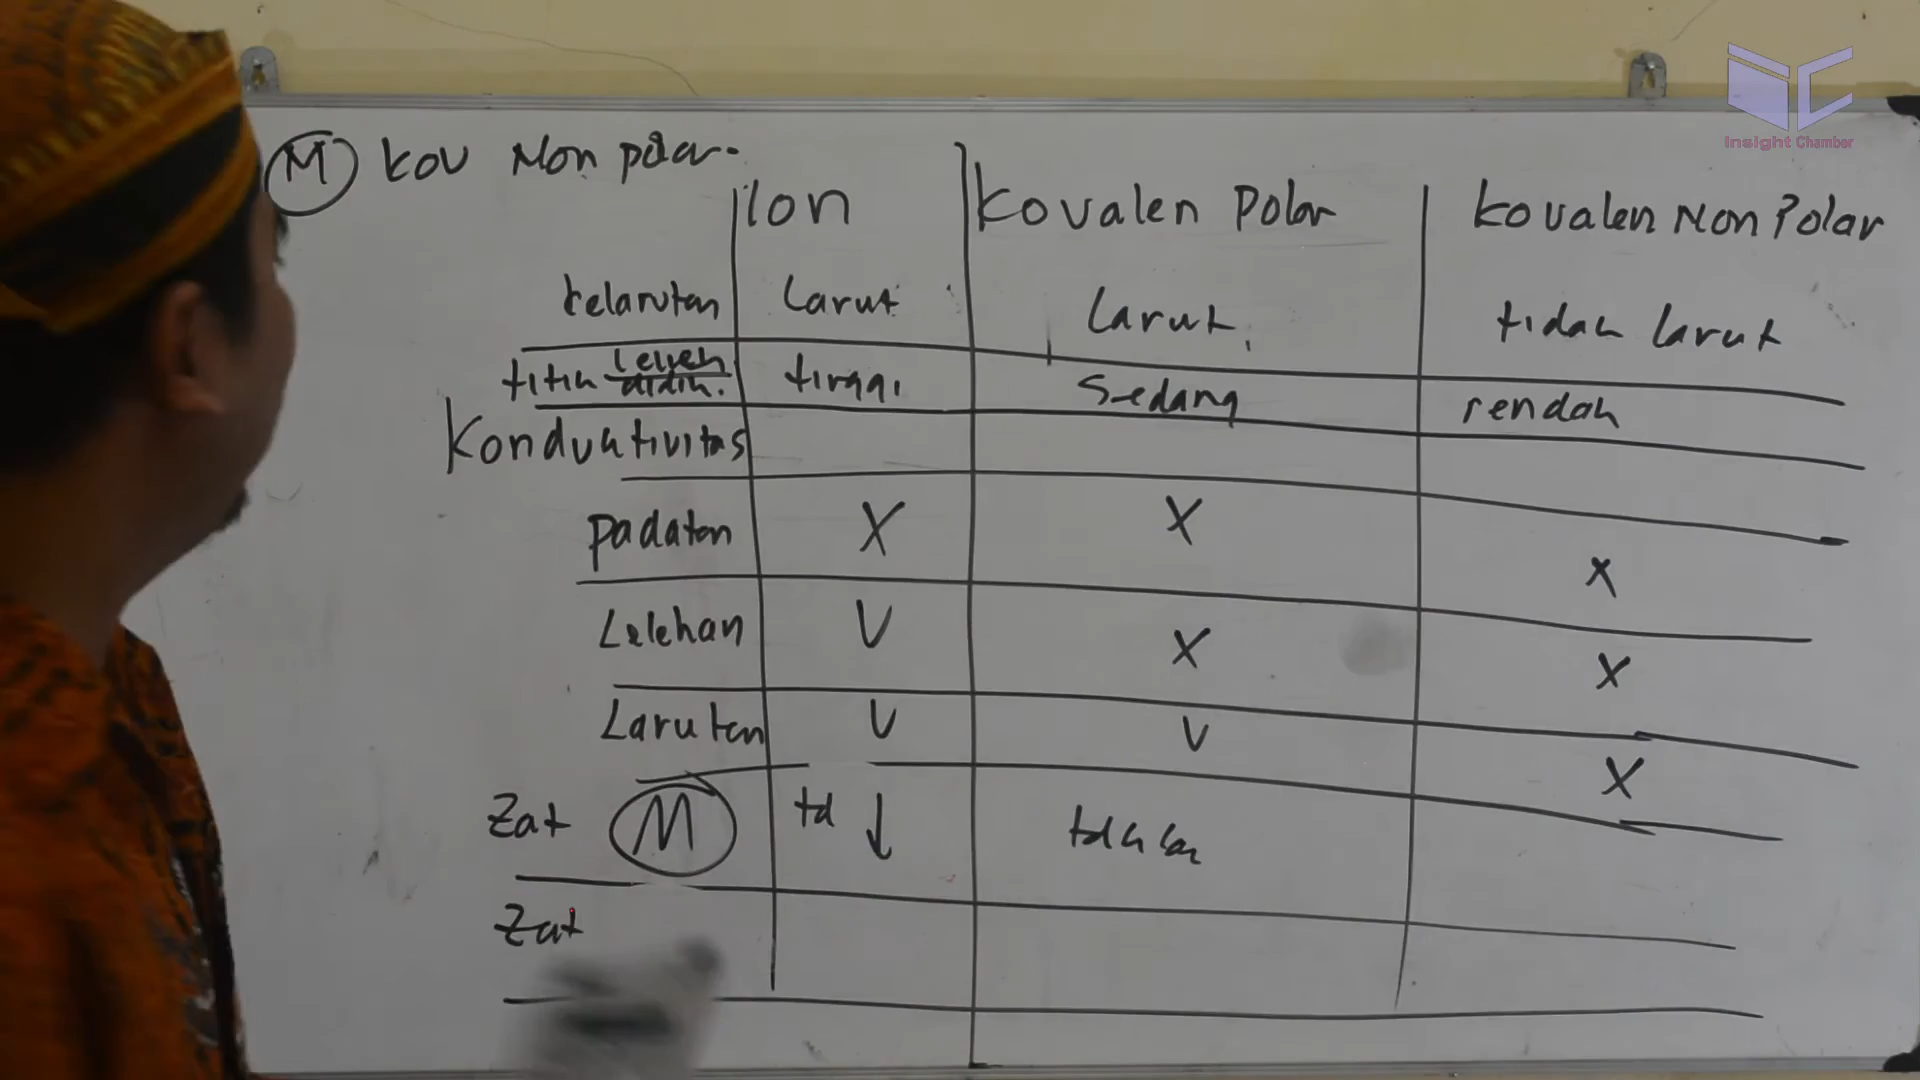 M Kov Non polar
Ion Kovalen Polar Kovalen Non Polar
kelarutan Larut Larut tidak larut
titik leleh/didih tinggi Sedang rendah
Konduktivitas
padatan X X X
Lelehan V X X
Larutan V V X
Zat M td ↓
Zat
Insight Chamber